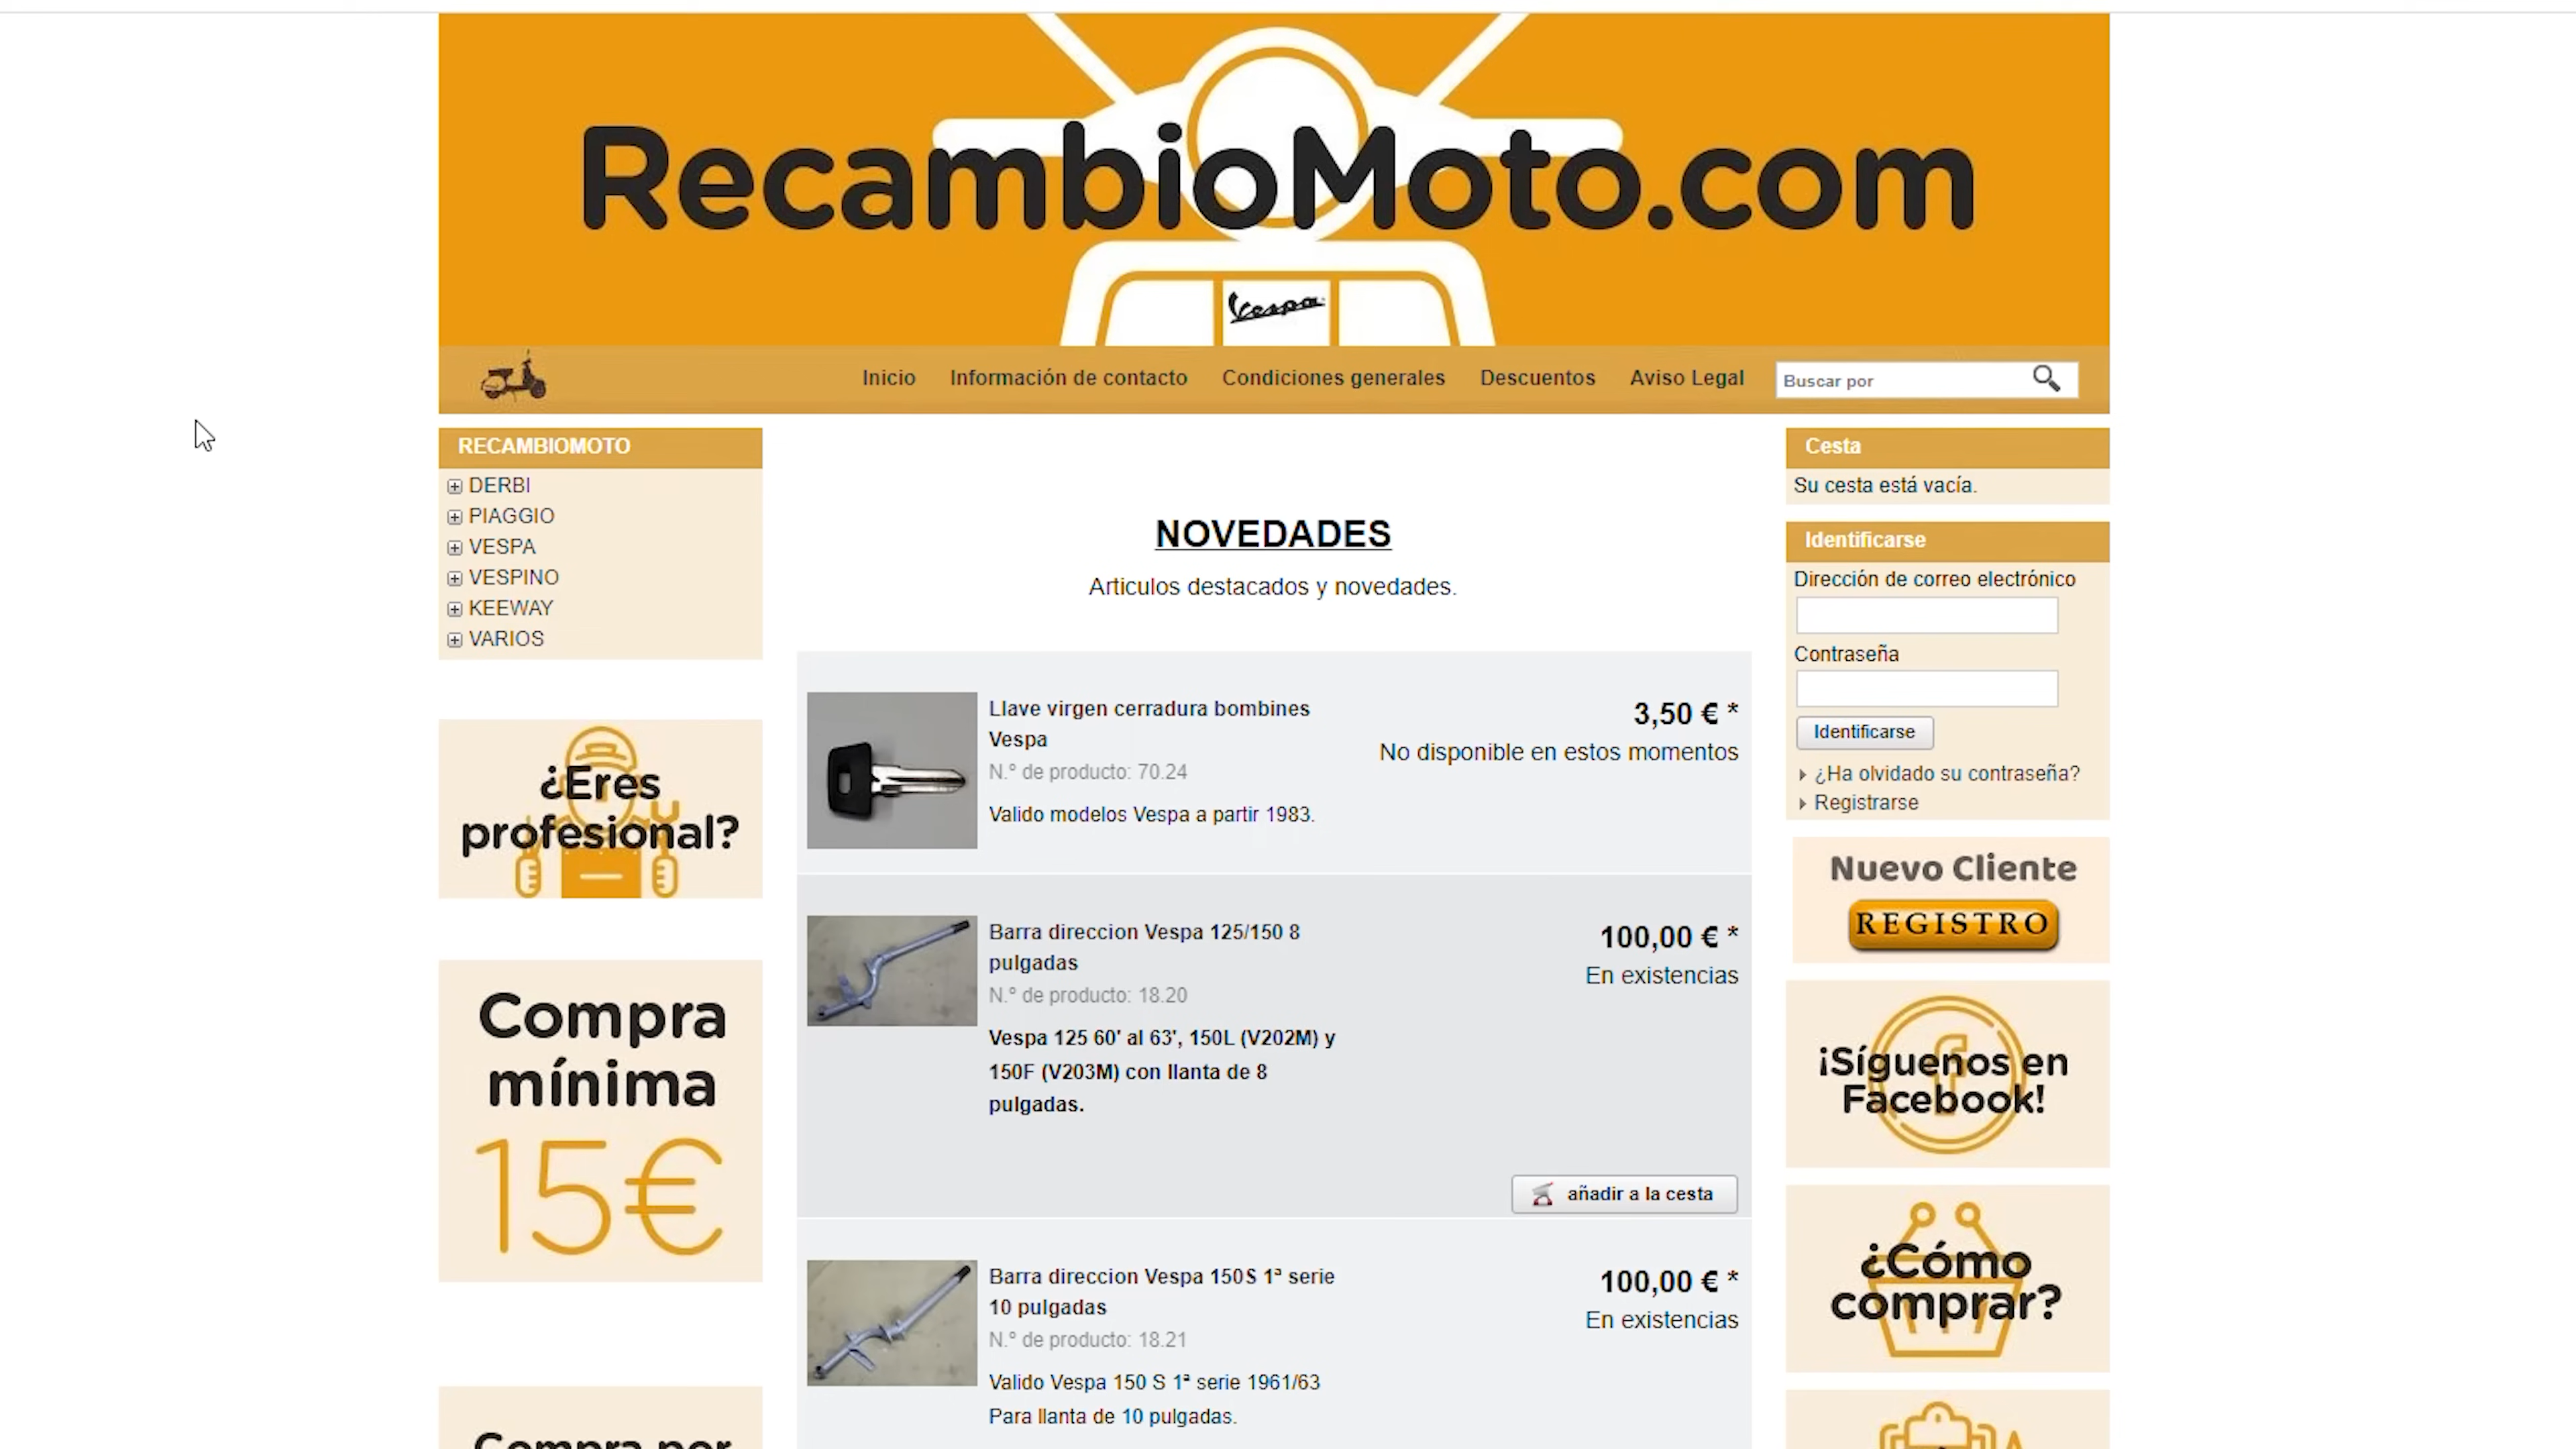 RecambioMoto.com
Vespa
Inicio
Información de contacto
Condiciones generales
Descuentos
Aviso Legal
Buscar por
RECAMBIOMOTO
DERBI
PIAGGIO
VESPA
VESPINO
KEEWAY
VARIOS
¿Eres
profesional?
Compra
mínima
15€
Compra por
NOVEDADES
Articulos destacados y novedades.
Llave virgen cerradura bombines
Vespa
N.º de producto: 70.24
Valido modelos Vespa a partir 1983.
3,50 € *
No disponible en estos momentos
Barra direccion Vespa 125/150 8
pulgadas
N.º de producto: 18.20
Vespa 125 60' al 63', 150L (V202M) y
150F (V203M) con llanta de 8
pulgadas.
100,00 € *
En existencias
añadir a la cesta
Barra direccion Vespa 150S 1ª serie
10 pulgadas
N.º de producto: 18.21
Valido Vespa 150 S 1ª serie 1961/63
Para llanta de 10 pulgadas.
100,00 € *
En existencias
Cesta
Su cesta está vacía.
Identificarse
Dirección de correo electrónico
Contraseña
Identificarse
¿Ha olvidado su contraseña?
Registrarse
Nuevo Cliente
REGISTRO
¡Síguenos en
Facebook!
¿Cómo
comprar?